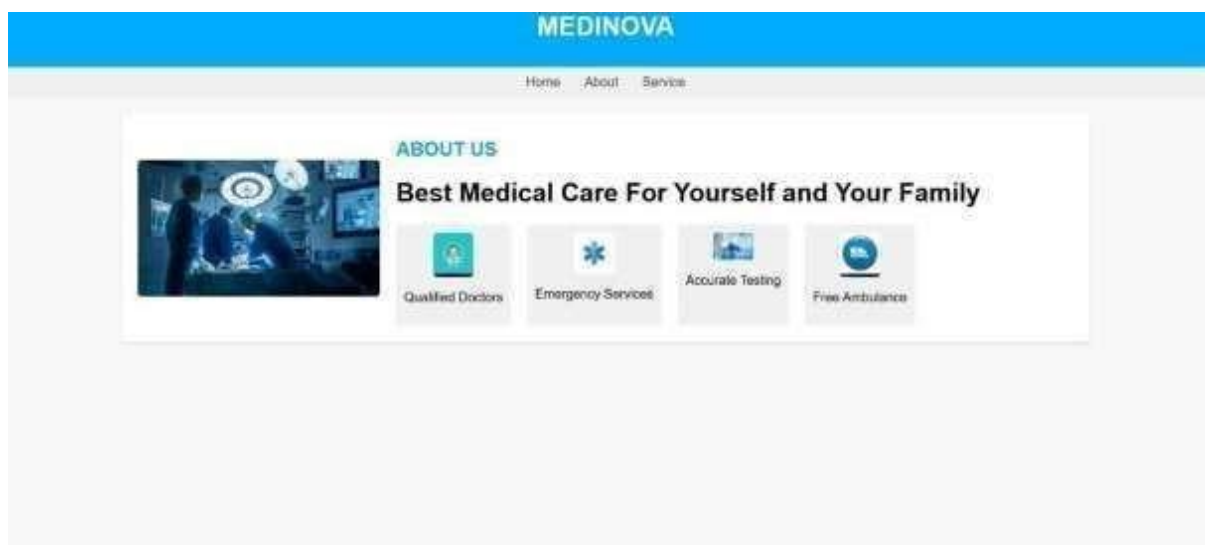 MEDINOVA
Home About Service
ABOUT US
Best Medical Care For Yourself and Your Family
Qualified Doctors
Emergency Services
Accurate Testing
Free Ambulance